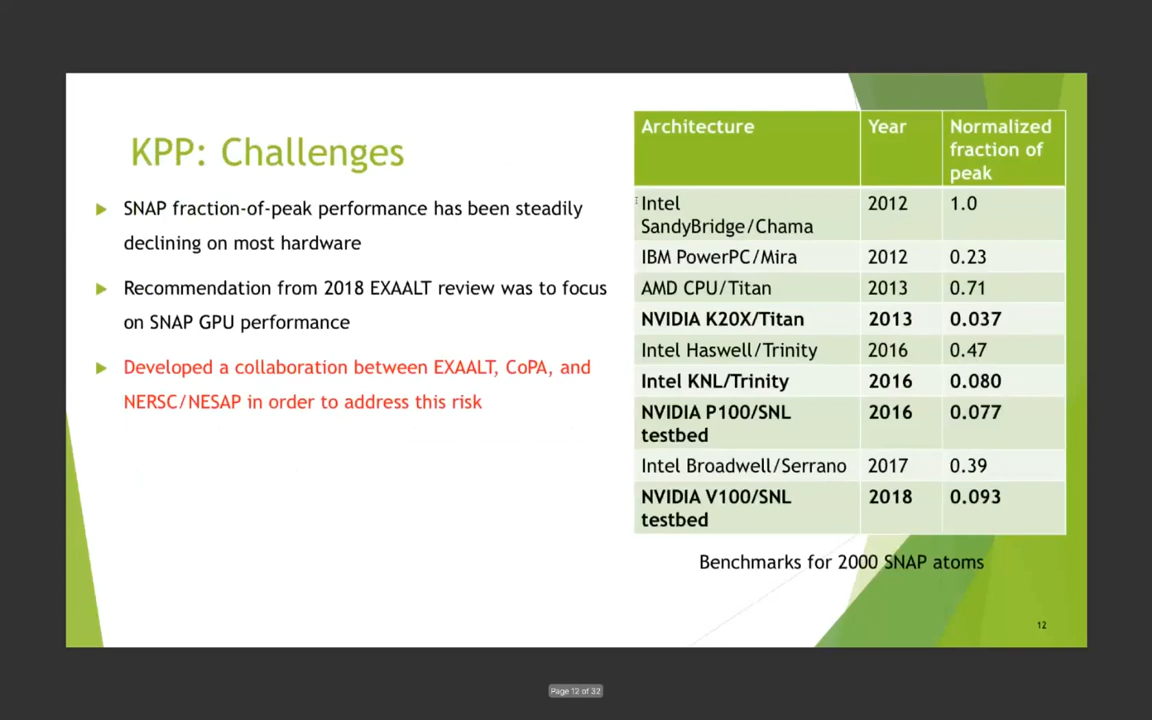 KPP: Challenges
SNAP fraction-of-peak performance has been steadily
declining on most hardware
Recommendation from 2018 EXAALT review was to focus
on SNAP GPU performance
Developed a collaboration between EXAALT, CoPA, and
NERSC/NESAP in order to address this risk
Architecture Year Normalized
fraction of
peak
Intel 2012 1.0
SandyBridge/Chama
IBM PowerPC/Mira 2012 0.23
AMD CPU/Titan 2013 0.71
NVIDIA K20X/Titan 2013 0.037
Intel Haswell/Trinity 2016 0.47
Intel KNL/Trinity 2016 0.080
NVIDIA P100/SNL 2016 0.077
testbed
Intel Broadwell/Serrano 2017 0.39
NVIDIA V100/SNL 2018 0.093
testbed
Benchmarks for 2000 SNAP atoms
12
Page 12 of 32